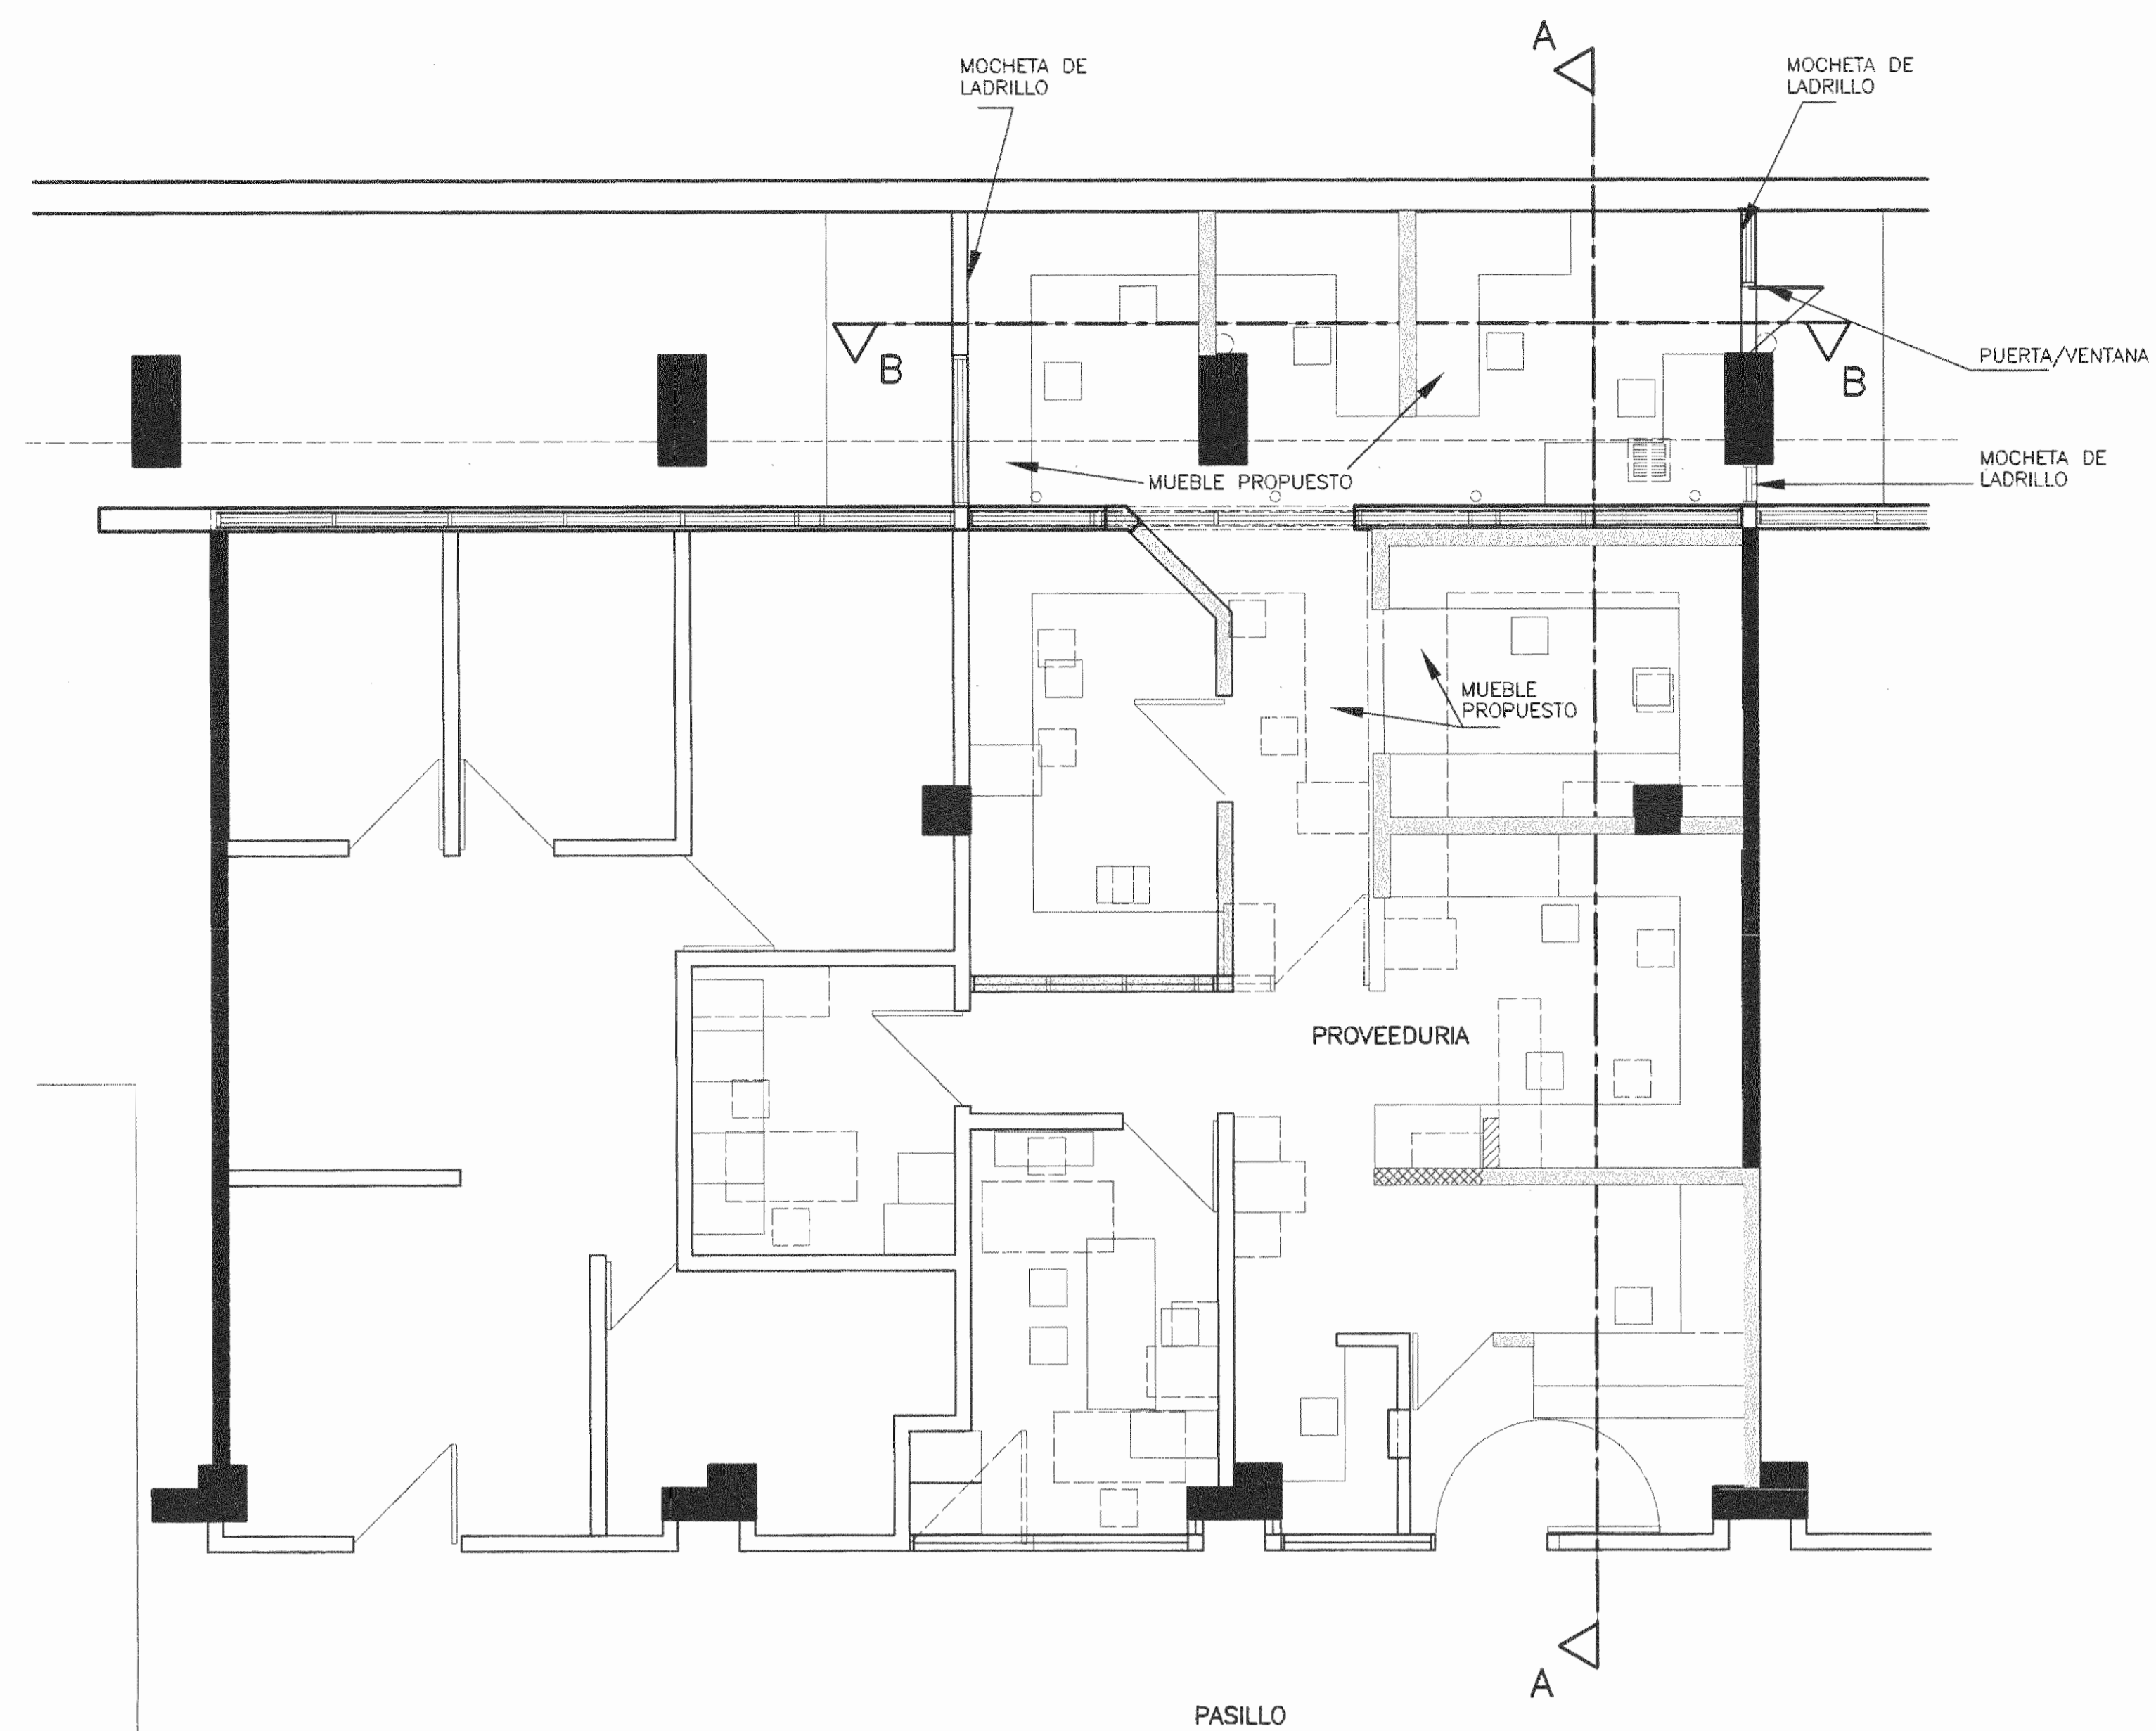 A
MOCHETA DE
LADRILLO
MOCHETA DE
LADRILLO
B
PUERTA/VENTANA
B
MUEBLE PROPUESTO
MOCHETA DE
LADRILLO
MUEBLE
PROPUESTO
PROVEEDURIA
A
PASILLO